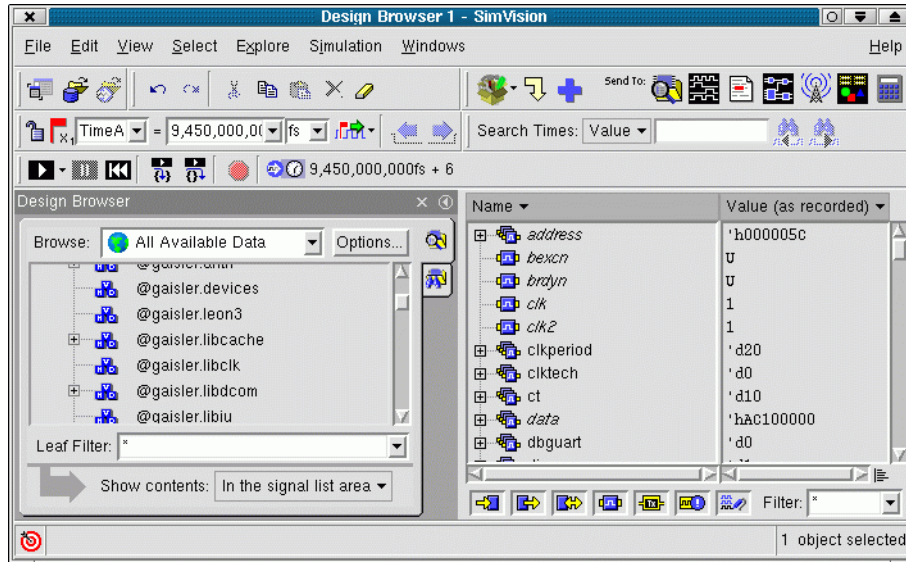 Design Browser 1 - SimVision
File Edit View Select Explore Simulation Windows Help
Send To:
TimeA = 9,450,000,0( fs Search Times: Value
9,450,000,000fs + 6
Design Browser
Browse: All Available Data Options...
@gaisler.devices
@gaisler.leon3
@gaisler.libcache
@gaisler.libclk
@gaisler.libdcom
@gaisler.libiu
Leaf Filter: *
Show contents: In the signal list area
Name Value (as recorded)
address 'h000005C
bexcn U
brdyn U
clk 1
clk2 1
clkperiod 'd20
clktech 'd0
ct 'd10
data 'hAC100000
dbguart 'd0
Filter: *
1 object selected